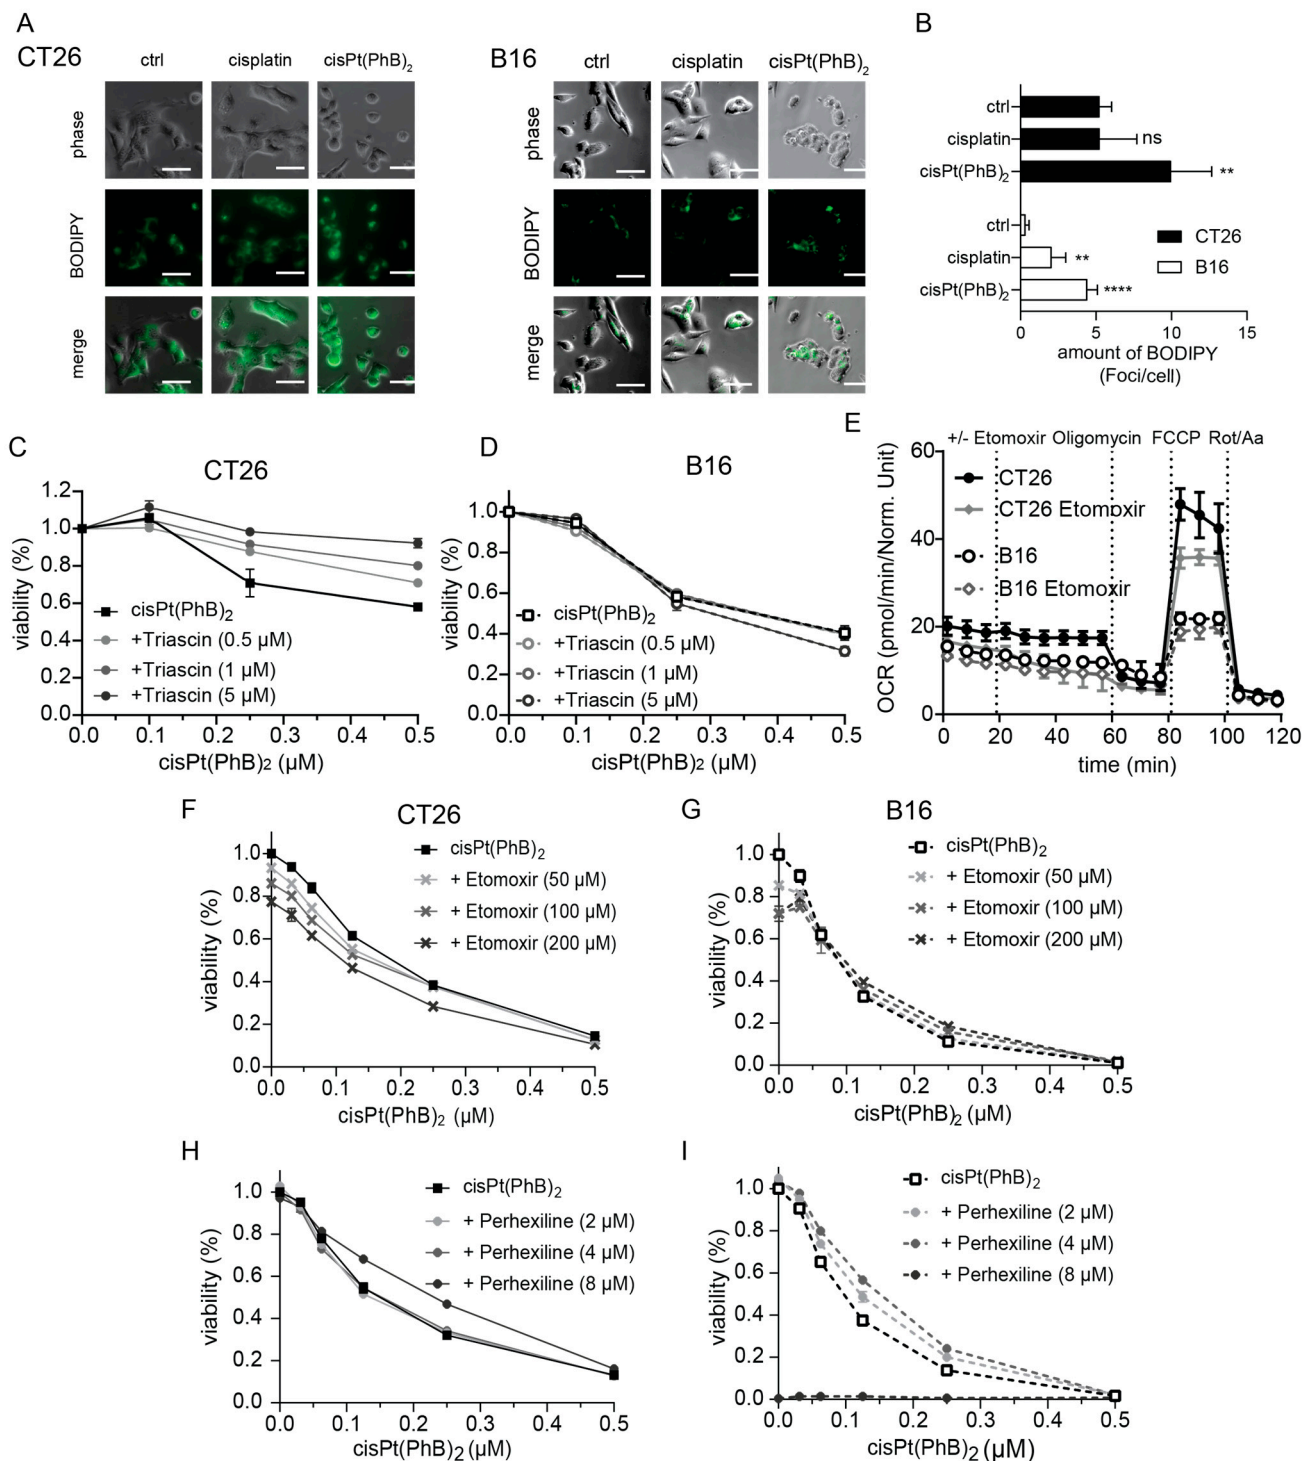 A
CT26
ctrl
cisplatin
cisPt(PhB)2
phase
BODIPY
merge
B16
ctrl
cisplatin
cisPt(PhB)2
phase
BODIPY
merge
B
ctrl
cisplatin
ns
cisPt(PhB)2
**
ctrl
cisplatin
**
cisPt(PhB)2
****
CT26
B16
0 5 10 15
amount of BODIPY
(Foci/cell)
C
CT26
1.2
1.0
0.8
0.6
0.4
0.2
0.0
viability (%)
cisPt(PhB)2
+Triascin (0.5 µM)
+Triascin (1 µM)
+Triascin (5 µM)
0.0 0.1 0.2 0.3 0.4 0.5
cisPt(PhB)2 (µM)
D
B16
1.0
0.8
0.6
0.4
0.2
0.0
viability (%)
cisPt(PhB)2
+Triascin (0.5 µM)
+Triascin (1 µM)
+Triascin (5 µM)
0.0 0.1 0.2 0.3 0.4 0.5
cisPt(PhB)2 (µM)
E
+/- Etomoxir Oligomycin FCCP Rot/Aa
60
40
20
0
OCR (pmol/min/Norm. Unit)
CT26
CT26 Etomoxir
B16
B16 Etomoxir
0 20 40 60 80 100 120
time (min)
F
CT26
1.0
0.8
0.6
0.4
0.2
0.0
viability (%)
cisPt(PhB)2
+ Etomoxir (50 µM)
+ Etomoxir (100 µM)
+ Etomoxir (200 µM)
0.0 0.1 0.2 0.3 0.4 0.5
cisPt(PhB)2 (µM)
G
B16
1.0
0.8
0.6
0.4
0.2
0.0
viability (%)
cisPt(PhB)2
+ Etomoxir (50 µM)
+ Etomoxir (100 µM)
+ Etomoxir (200 µM)
0.0 0.1 0.2 0.3 0.4 0.5
cisPt(PhB)2 (µM)
H
1.0
0.8
0.6
0.4
0.2
0.0
viability (%)
cisPt(PhB)2
+ Perhexiline (2 µM)
+ Perhexiline (4 µM)
+ Perhexiline (8 µM)
0.0 0.1 0.2 0.3 0.4 0.5
cisPt(PhB)2 (µM)
I
1.0
0.8
0.6
0.4
0.2
0.0
viability (%)
cisPt(PhB)2
+ Perhexiline (2 µM)
+ Perhexiline (4 µM)
+ Perhexiline (8 µM)
0.0 0.1 0.2 0.3 0.4 0.5
cisPt(PhB)2 (µM)